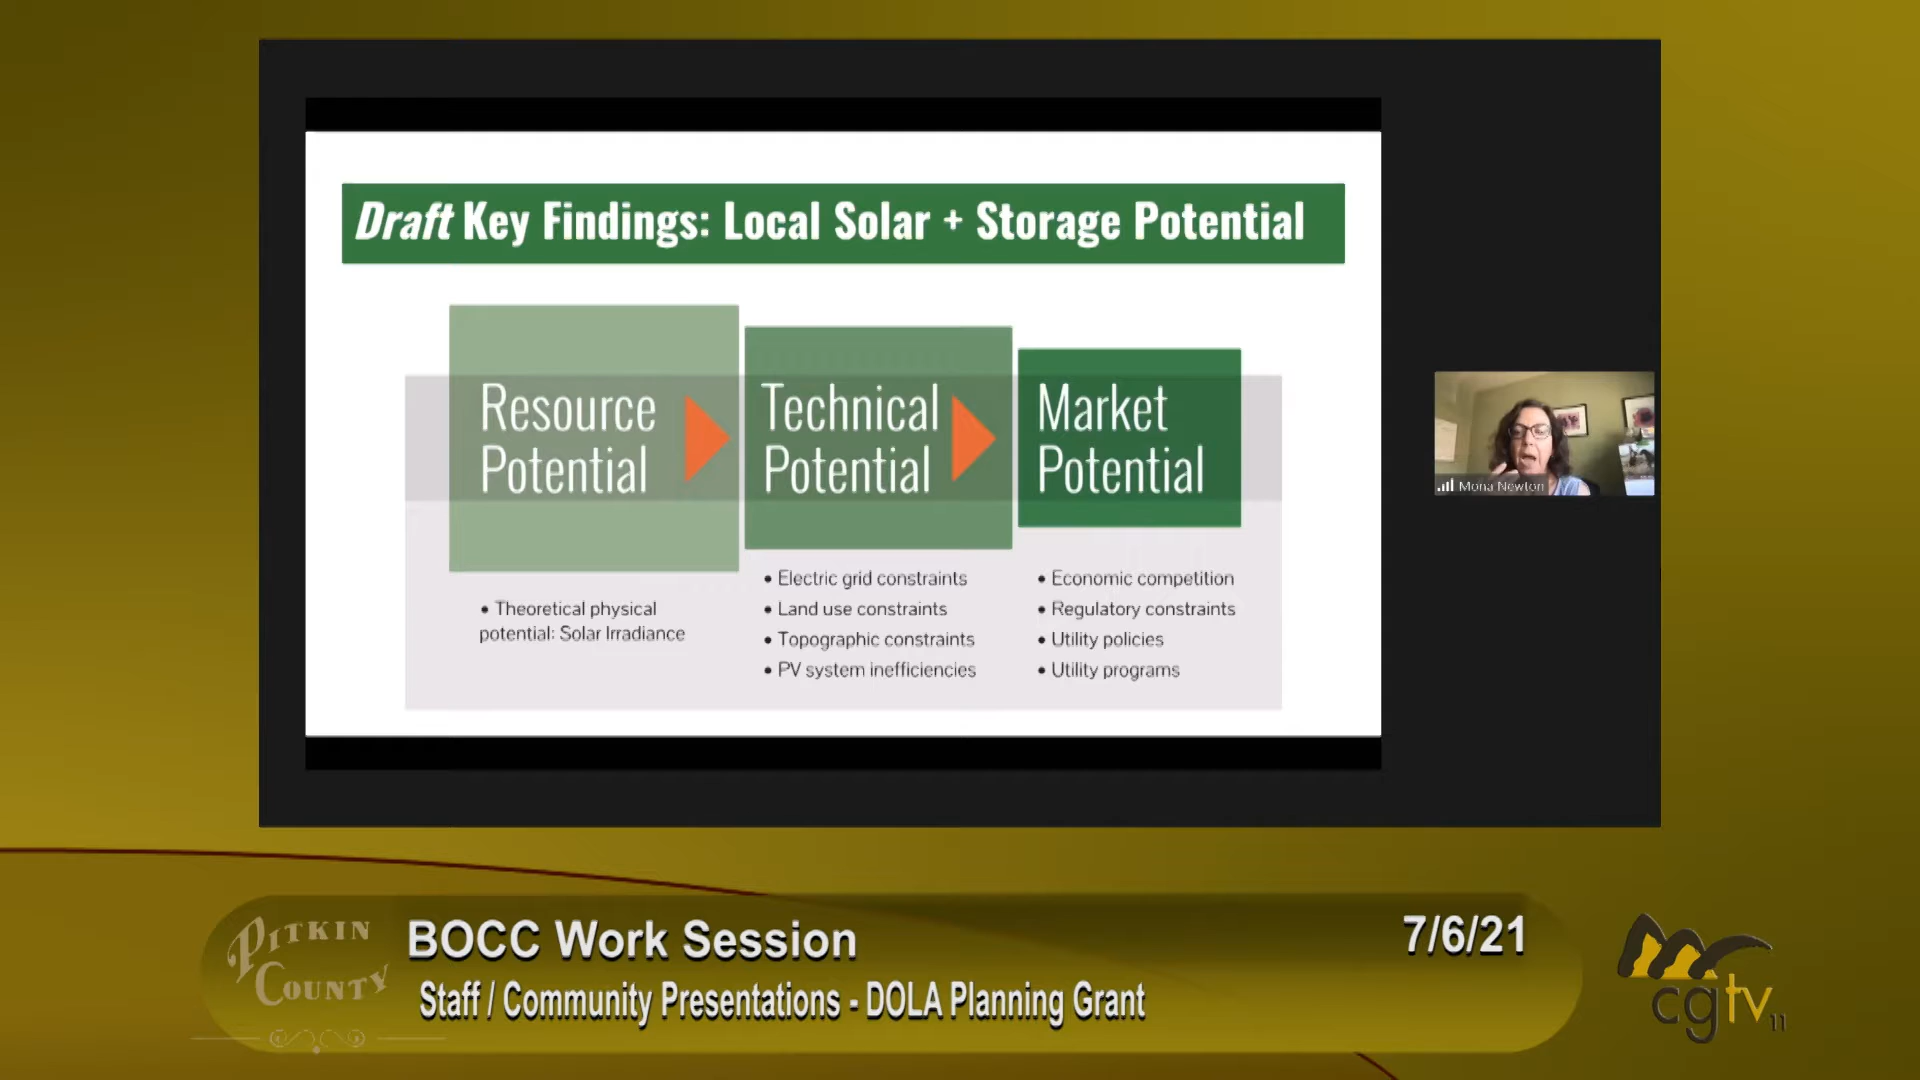 Draft Key Findings: Local Solar + Storage Potential
Resource
Potential
Technical
Potential
Market
Potential
• Theoretical physical
potential: Solar Irradiance
• Electric grid constraints
• Land use constraints
• Topographic constraints
• PV system inefficiencies
• Economic competition
• Regulatory constraints
• Utility policies
• Utility programs
Mona Newton
PITKIN
COUNTY
BOCC Work Session
7/6/21
Staff / Community Presentations - DOLA Planning Grant
cgtv11